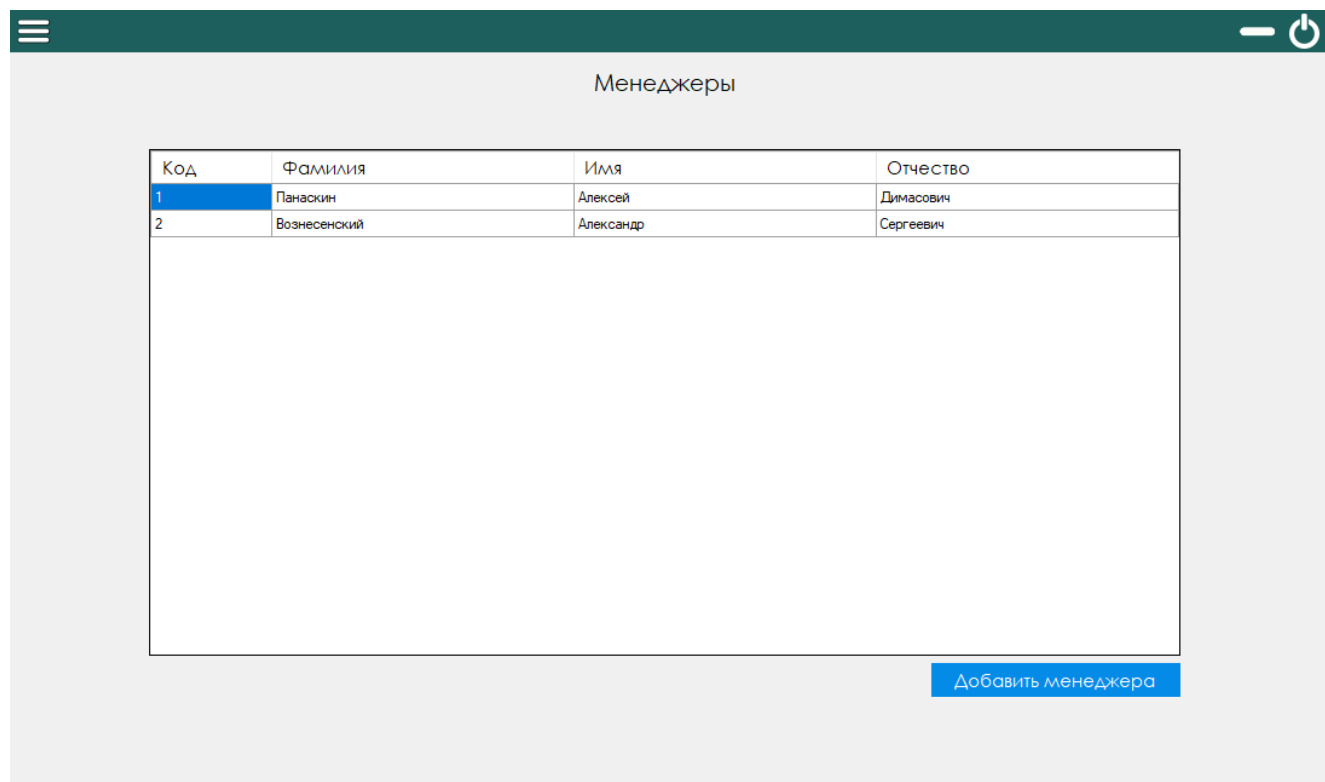 Менеджеры
Код Фамилия Имя Отчество
1 Панаскин Алексей Димасович
2 Вознесенский Александр Сергеевич
Добавить менеджера